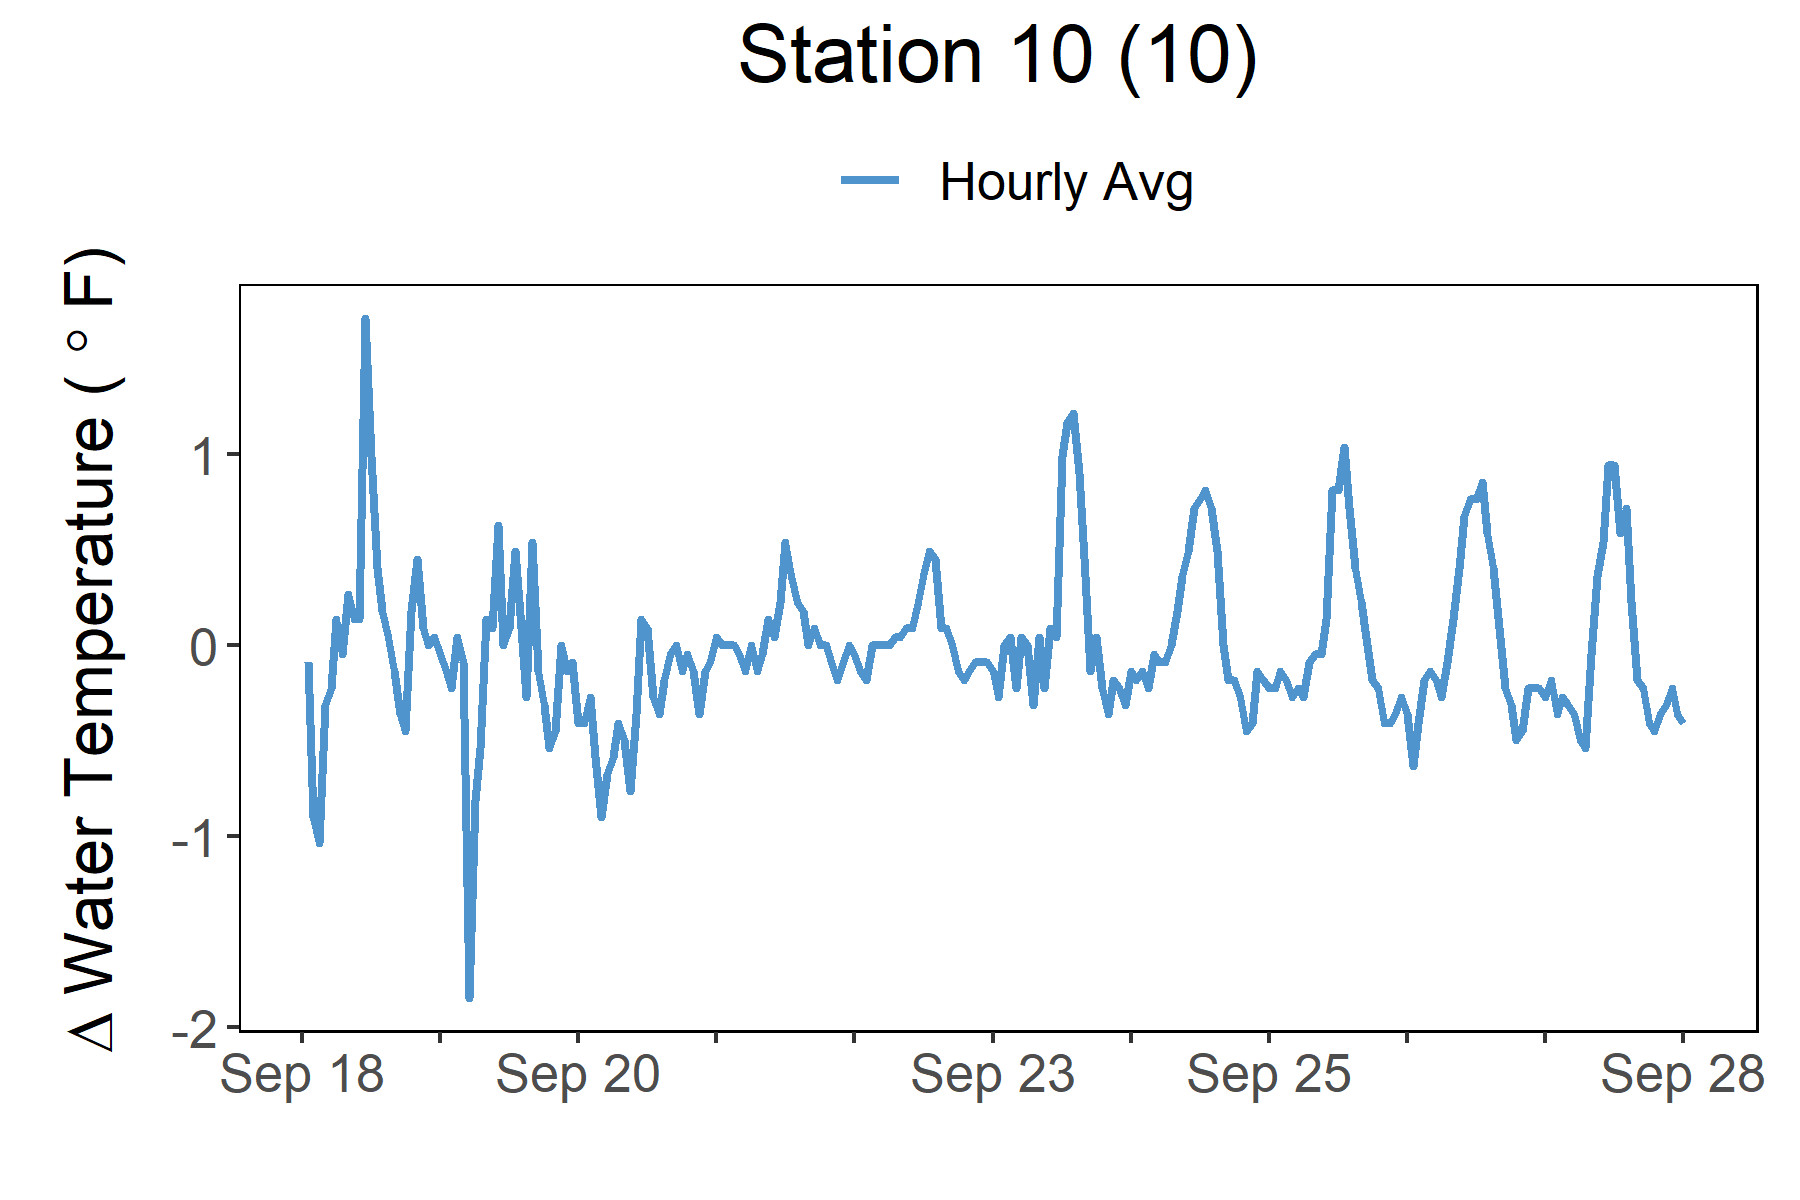 Station 10 (10)
Hourly Avg
Δ Water Temperature ( ° F)
1
0
-1
-2
Sep 18 Sep 20 Sep 23 Sep 25 Sep 28